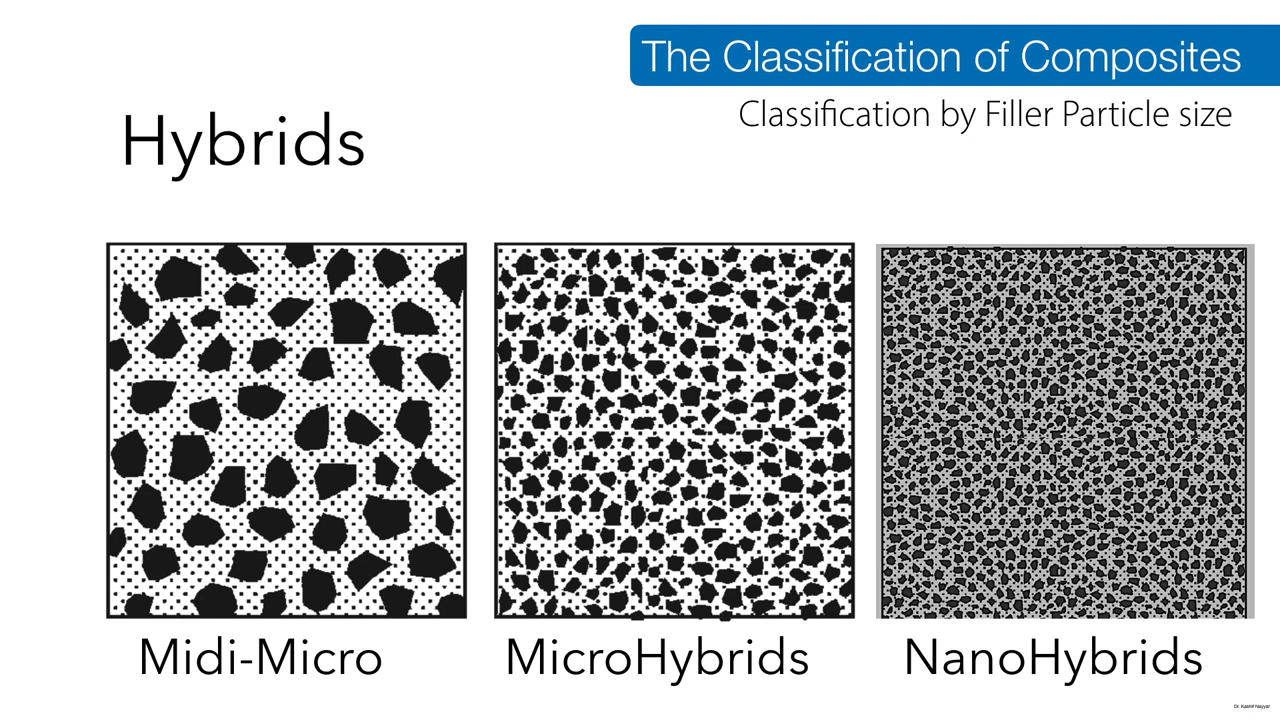 The Classification of Composites
Classification by Filler Particle size
Hybrids
Midi-Micro
MicroHybrids
NanoHybrids
Dr. Kashif Nayyar